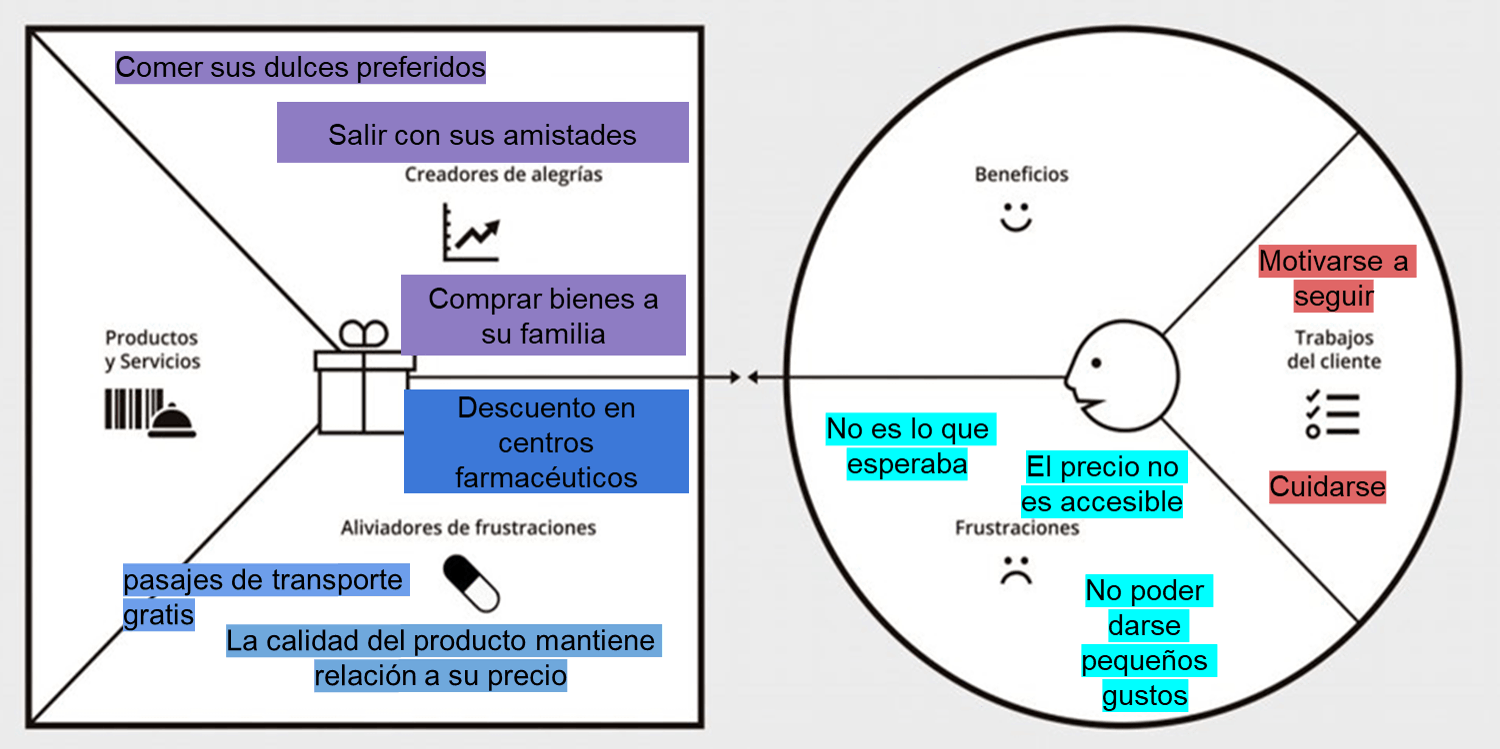 Comer sus dulces preferidos
Salir con sus amistades
Creadores de alegrías
Comprar bienes a
su familia
Productos
y Servicios
Descuento en
centros
farmacéuticos
Aliviadores de frustraciones
pasajes de transporte
gratis
La calidad del producto mantiene
relación a su precio
Beneficios
Motivarse a
seguir
Trabajos
del cliente
Cuidarse
No es lo que
esperaba
El precio no
es accesible
Frustraciones
No poder
darse
pequeños
gustos